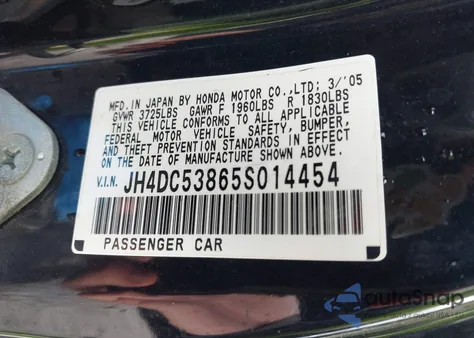 MFD. IN JAPAN BY HONDA MOTOR CO.,LTD; 3/'05
GVWR 3725LBS GAWR F 1960LBS R 1830LBS
THIS VEHICLE CONFORMS TO ALL APPLICABLE
FEDERAL MOTOR VEHICLE SAFETY, BUMPER,
AND THEFT PREVENTION STANDARDS IN EFFECT
ON THE DATE OF MANUFACTURE SHOWN ABOVE.
V.I.N. JH4DC53865S014454
PASSENGER CAR
autoSnap